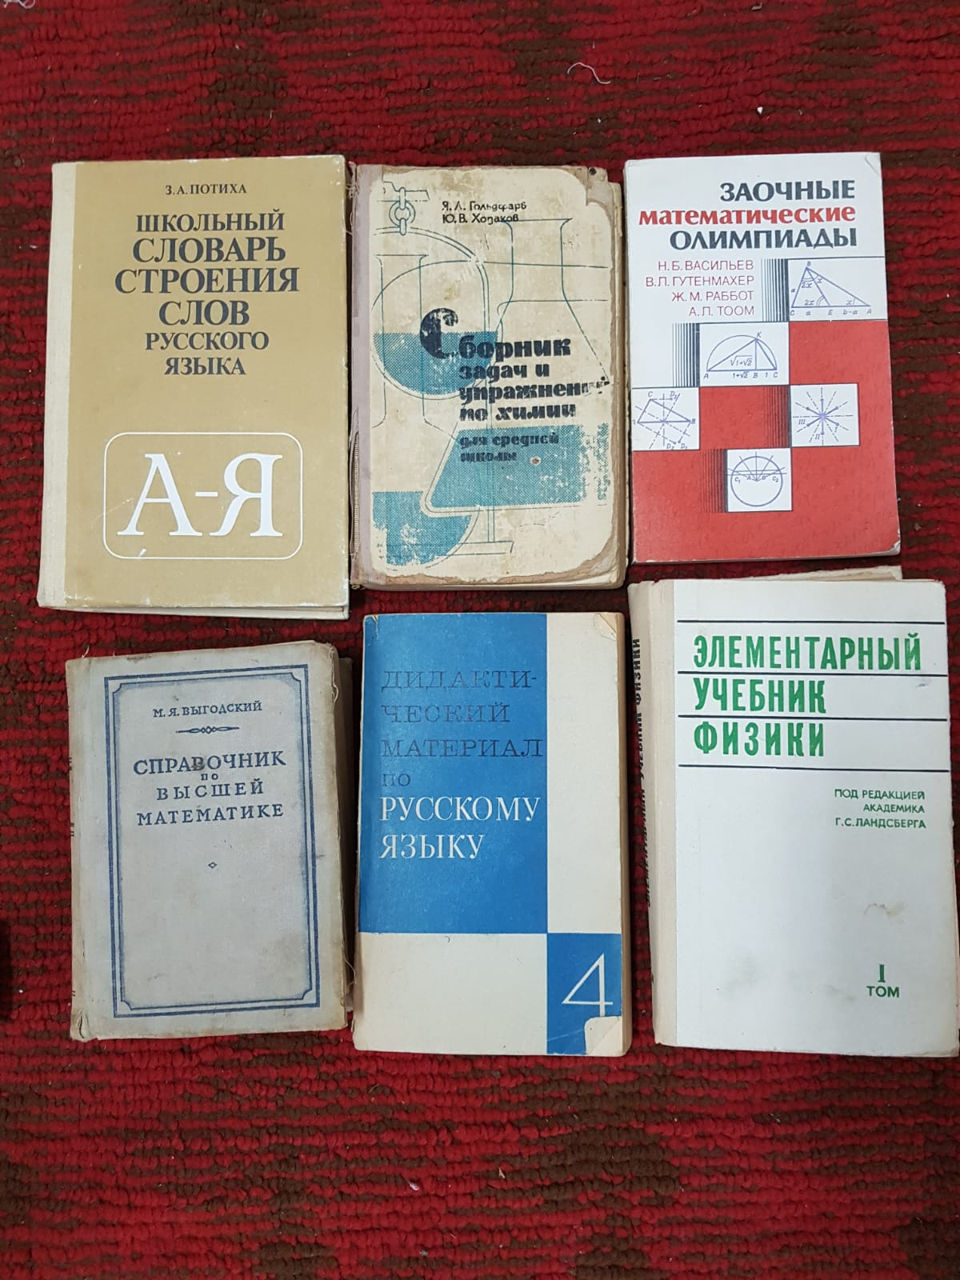 З.А.ПОТИХА
ШКОЛЬНЫЙ
СЛОВАРЬ
СТРОЕНИЯ
СЛОВ
РУССКОГО
ЯЗЫКА
А-Я
Я.Л. Гольдфарб
Ю.В. Ходаков
Сборник
задач и
упражнений
по химии
для средней
школы
ЗАОЧНЫЕ
математические
ОЛИМПИАДЫ
Н.Б.ВАСИЛЬЕВ
В.Л.ГУТЕНМАХЕР
Ж.М.РАББОТ
А.Л.ТООМ
М.Я.ВЫГОДСКИЙ
СПРАВОЧНИК
ПО
ВЫСШЕЙ
МАТЕМАТИКЕ
ДИДАКТИ-
ЧЕСКИЙ
МАТЕРИАЛ
ПО
РУССКОМУ
ЯЗЫКУ
4
ЭЛЕМЕНТАРНЫЙ
УЧЕБНИК
ФИЗИКИ
ПОД РЕДАКЦИЕЙ
АКАДЕМИКА
Г.С.ЛАНДСБЕРГА
I
ТОМ